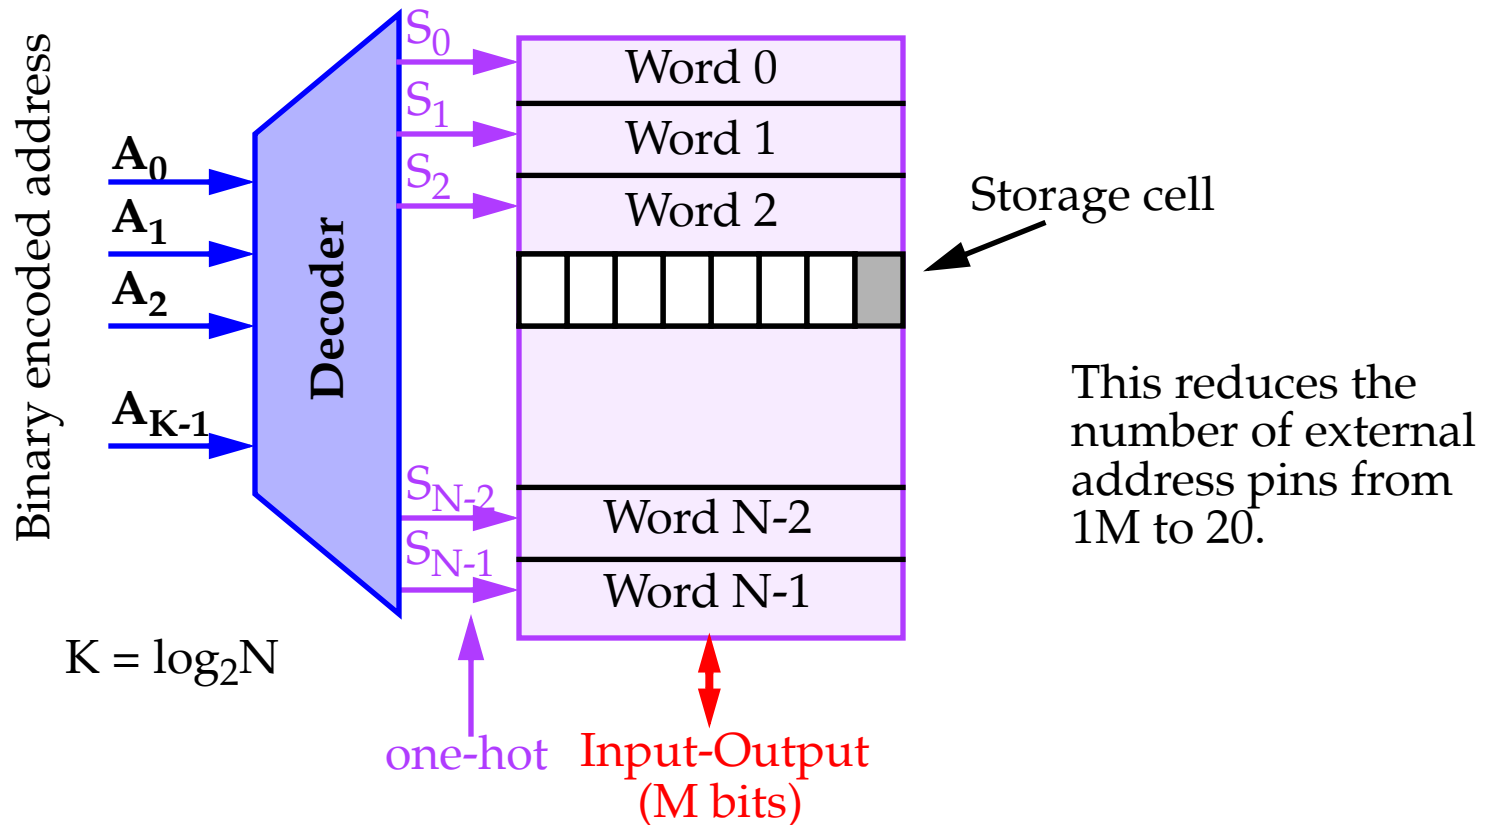 Binary encoded address
A0
A1
A2
AK-1
Decoder
S0
S1
S2
SN-2
SN-1
Word 0
Word 1
Word 2
Word N-2
Word N-1
Storage cell
This reduces the
number of external
address pins from
1M to 20.
K = log2N
one-hot
Input-Output
(M bits)